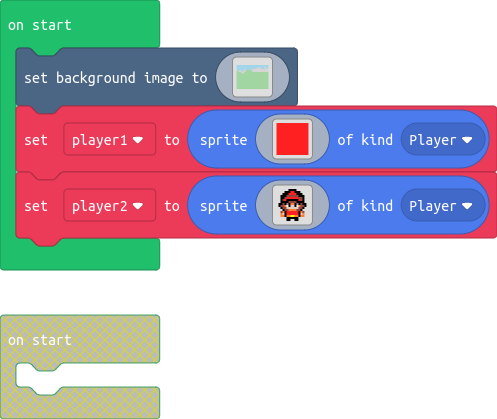 on start
set background image to
set player1 to sprite of kind Player
set player2 to sprite of kind Player
on start